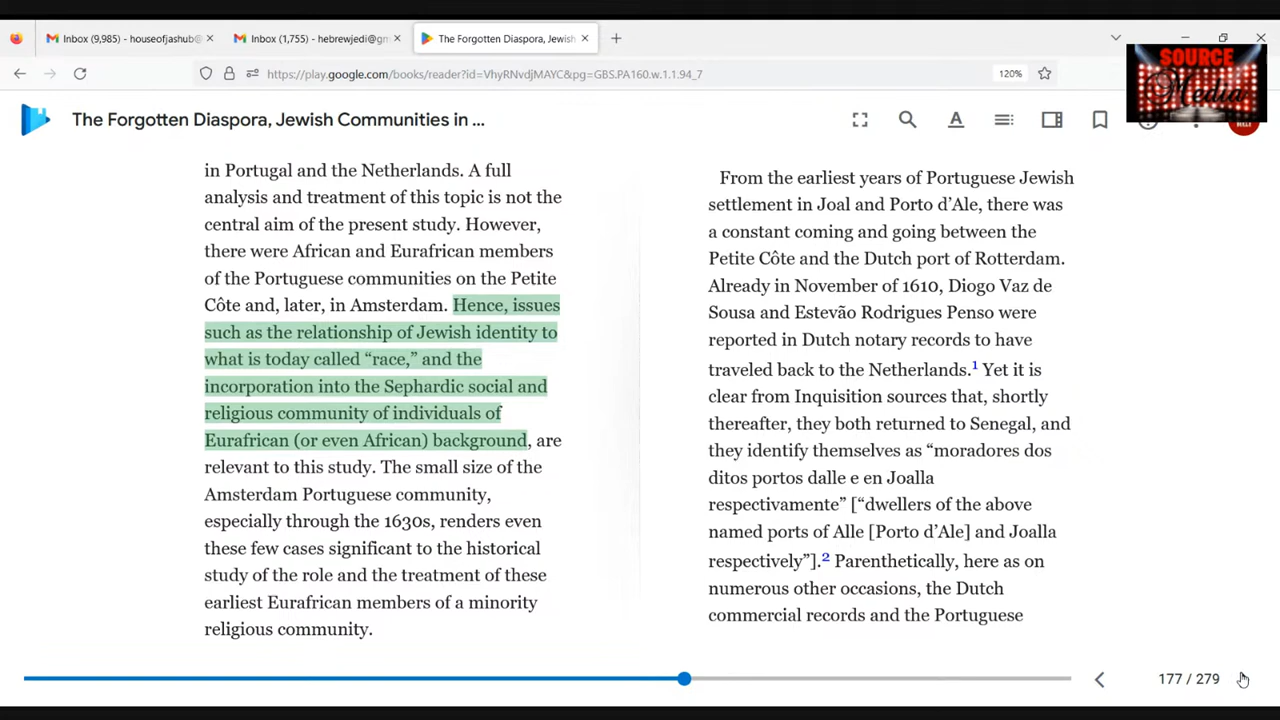 Inbox (9,985) - houseofjashub@
Inbox (1,755) - hebrewjedi@gm
The Forgotten Diaspora, Jewish
https://play.google.com/books/reader?id=VhyRNvdjMAYC&pg=GBS.PA160.w.1.1.94_7
120%
SOURCE
Media
The Forgotten Diaspora, Jewish Communities in ...
in Portugal and the Netherlands. A full
analysis and treatment of this topic is not the
central aim of the present study. However,
there were African and Eurafrican members
of the Portuguese communities on the Petite
Côte and, later, in Amsterdam. Hence, issues
such as the relationship of Jewish identity to
what is today called “race,” and the
incorporation into the Sephardic social and
religious community of individuals of
Eurafrican (or even African) background, are
relevant to this study. The small size of the
Amsterdam Portuguese community,
especially through the 1630s, renders even
these few cases significant to the historical
study of the role and the treatment of these
earliest Eurafrican members of a minority
religious community.
From the earliest years of Portuguese Jewish
settlement in Joal and Porto d’Ale, there was
a constant coming and going between the
Petite Côte and the Dutch port of Rotterdam.
Already in November of 1610, Diogo Vaz de
Sousa and Estevão Rodrigues Penso were
reported in Dutch notary records to have
traveled back to the Netherlands.1 Yet it is
clear from Inquisition sources that, shortly
thereafter, they both returned to Senegal, and
they identify themselves as “moradores dos
ditos portos dalle e en Joalla
respectivamente” [“dwellers of the above
named ports of Alle [Porto d’Ale] and Joalla
respectively”].2 Parenthetically, here as on
numerous other occasions, the Dutch
commercial records and the Portuguese
177 / 279